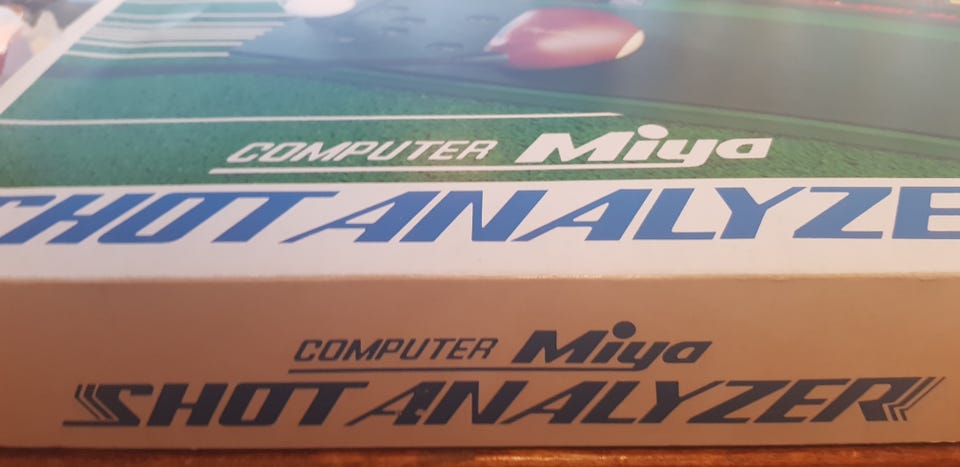 COMPUTER Miya
SHOT ANALYZE
COMPUTER Miya
SHOT ANALYZER